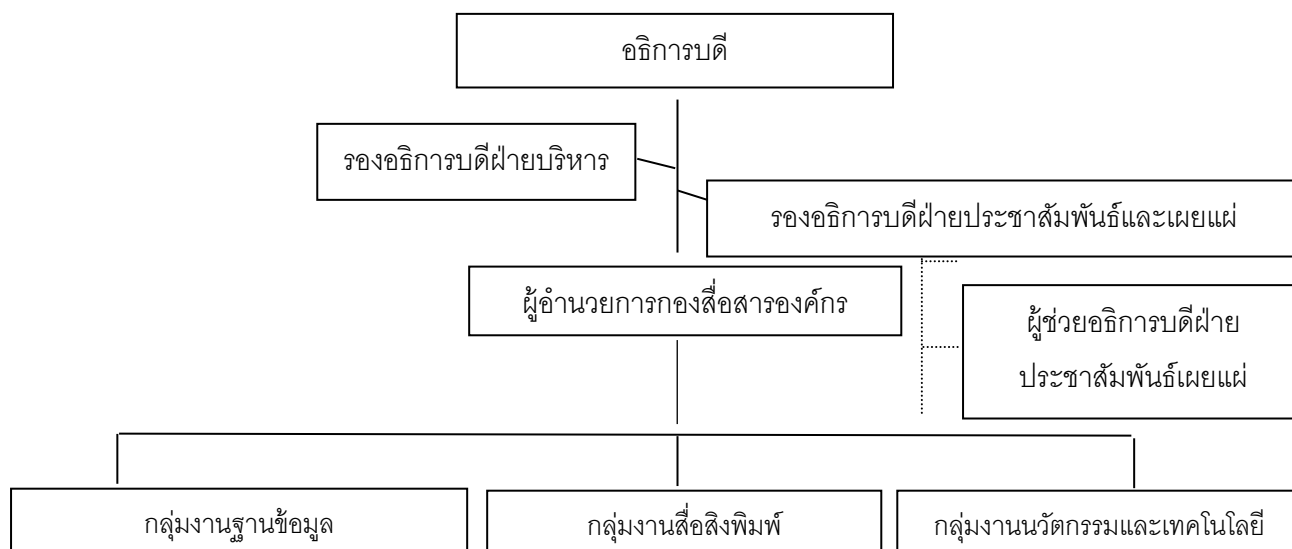 อธิการบดี
รองอธิการบดีฝ่ายบริหาร
รองอธิการบดีฝ่ายประชาสัมพันธ์และเผยแผ่
ผู้อำนวยการกองสื่อสารองค์กร
ผู้ช่วยอธิการบดีฝ่าย
ประชาสัมพันธ์เผยแผ่
กลุ่มงานฐานข้อมูล
กลุ่มงานสื่อสิงพิมพ์
กลุ่มงานนวัตกรรมและเทคโนโลยี